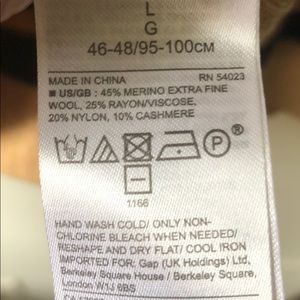 L
G
46-48/95-100CM
MADE IN CHINA RN 54023
■ US/GB : 45% MERINO EXTRA FINE
WOOL, 25% RAYON/VISCOSE,
20% NYLON, 10% CASHMERE
P
1166
HAND WASH COLD/ ONLY NON-
CHLORINE BLEACH WHEN NEEDED/
RESHAPE AND DRY FLAT/ COOL IRON
IMPORTED FOR: Gap (UK Holdings) Ltd,
Berkeley Square House / Berkeley Square,
London W1J 6BS